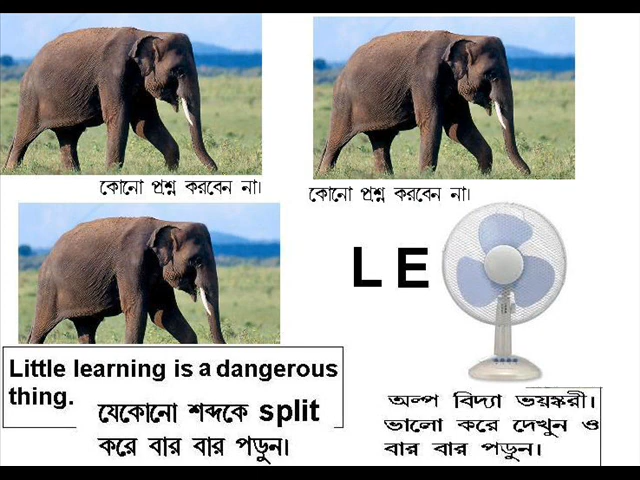 কোনো প্রশ্ন করবেন না।
কোনো প্রশ্ন করবেন না।
L E
Little learning is a dangerous
thing.
যেকোনো শব্দকে split
করে বার বার পড়ুন।
অল্প বিদ্যা ভয়ঙ্করী।
ভালো করে দেখুন ও
বার বার পড়ুন।